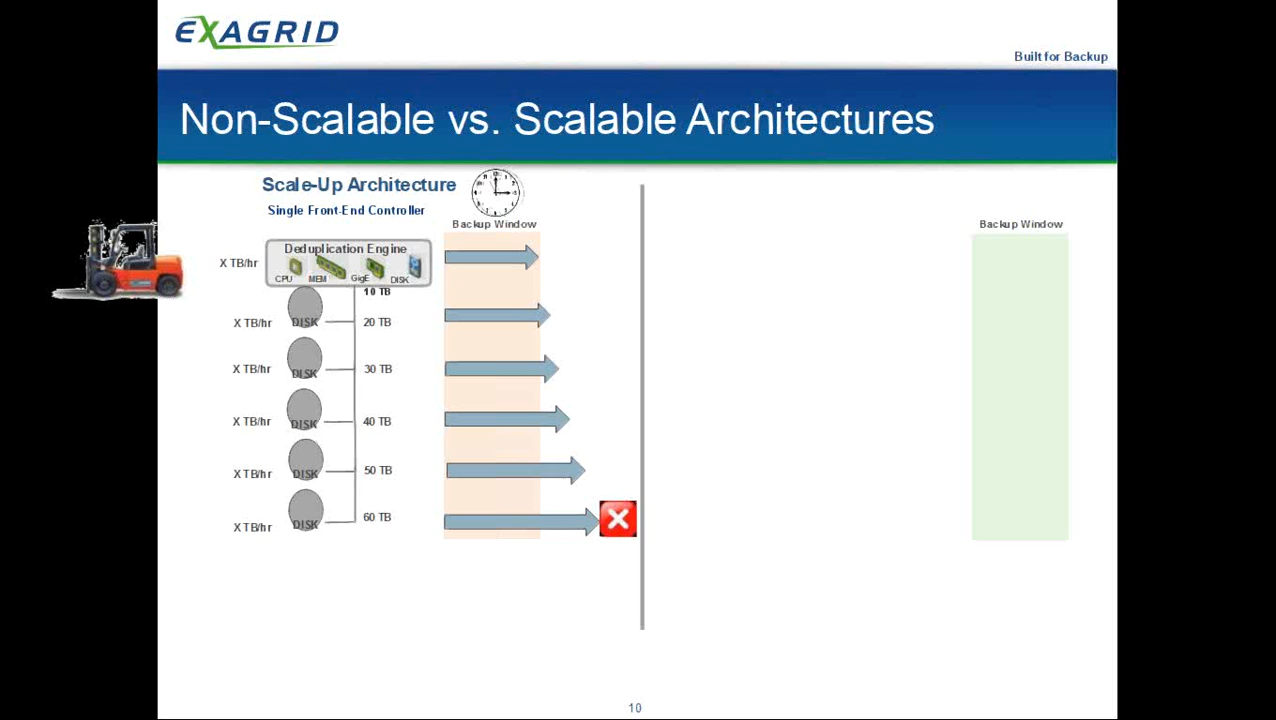 EXAGRID
Built for Backup
Non-Scalable vs. Scalable Architectures
Scale-Up Architecture
Single Front-End Controller
Backup Window
Backup Window
Deduplication Engine
X TB/hr
CPU MEM GigE DISK
10 TB
X TB/hr DISK 20 TB
X TB/hr DISK 30 TB
X TB/hr DISK 40 TB
X TB/hr DISK 50 TB
X TB/hr DISK 60 TB
10